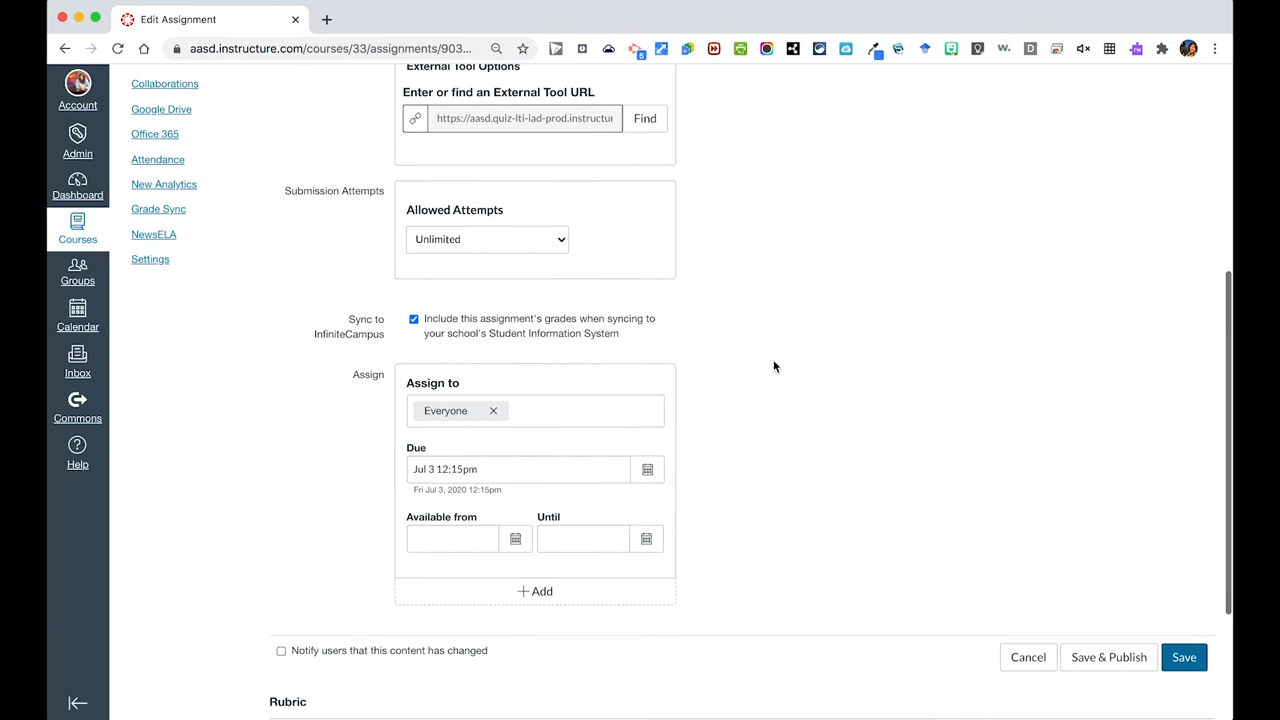 Edit Assignment
aasd.instructure.com/courses/33/assignments/903...
5
W.
D
Account
Admin
Dashboard
Courses
Groups
Calendar
Inbox
Commons
Help
Collaborations
Google Drive
Office 365
Attendance
New Analytics
Grade Sync
NewsELA
Settings
External Tool Options
Enter or find an External Tool URL
https://aasd.quiz-lti-iad-prod.instructur
Find
Submission Attempts
Allowed Attempts
Unlimited
Sync to
InfiniteCampus
Include this assignment's grades when syncing to
your school's Student Information System
Assign
Assign to
Everyone
Due
Jul 3 12:15pm
Fri Jul 3, 2020 12:15pm
Available from
Until
+ Add
Notify users that this content has changed
Cancel
Save & Publish
Save
Rubric